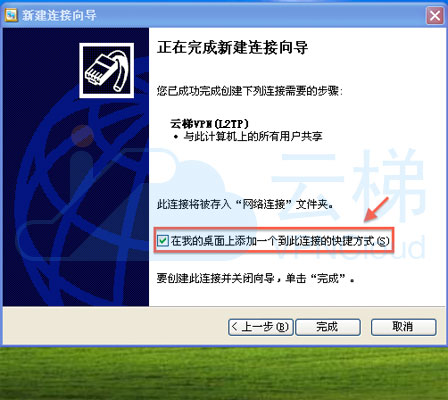 新建连接向导
正在完成新建连接向导
您已成功完成创建下列连接需要的步骤:
云梯VPN(L2TP)
• 与此计算机上的所有用户共享
此连接将被存入“网络连接”文件夹。
在我的桌面上添加一个到此连接的快捷方式(S)
要创建此连接并关闭向导，单击“完成”。
<上一步(B)
完成
取消
云梯
VPNCloud